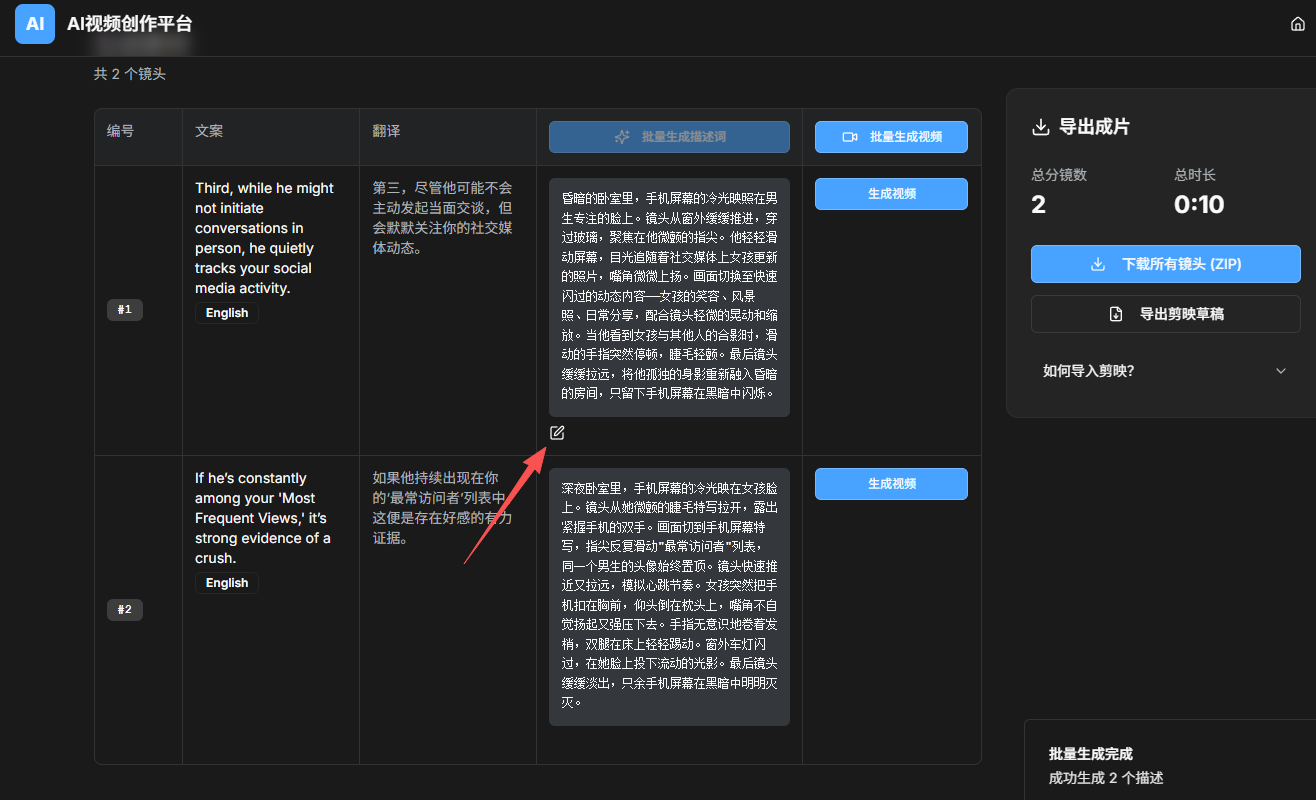 AI AI视频创作平台
共 2 个镜头
编号 文案 翻译 批量生成描述词 批量生成视频
#1
Third, while he might
not initiate
conversations in
person, he quietly
tracks your social
media activity.
English
第三，尽管他可能不会
主动发起当面交谈，但
会默默关注你的社交媒
体动态。
昏暗的卧室里，手机屏幕的冷光映照在男
生专注的脸上。镜头从窗外缓缓推进，穿
过玻璃，聚焦在他微颤的指尖。他轻轻滑
动屏幕，目光追随着社交媒体上女孩更新
的照片，嘴角微微上扬。画面切换至快速
闪过的动态内容——女孩的笑容、风景
照、日常分享，配合镜头轻微的晃动和缩
放。当他看到女孩与其他人的合影时，滑
动的手指突然停顿，睫毛轻颤。最后镜头
缓缓拉远，将他孤独的身影重新融入昏暗
的房间，只留下手机屏幕在黑暗中闪烁。
生成视频
#2
If he’s constantly
among your 'Most
Frequent Views,' it’s
strong evidence of a
crush.
English
如果他持续出现在你
的‘最常访问者’列表中，
这便是存在好感的有力
证据。
深夜卧室里，手机屏幕的冷光映在女孩脸
上。镜头从她微颤的睫毛特写拉开，露出
紧握手机的双手。画面切到手机屏幕特
写，指尖反复滑动"最常访问者"列表，
同一个男生的头像始终置顶。镜头快速推
近又拉远，模拟心跳节奏。女孩突然把手
机扣在胸前，仰头倒在枕头上，嘴角不自
觉扬起又强压下去。手指无意识地卷着发
梢，双腿在床上轻轻踢动。窗外车灯闪
过，在她脸上投下流动的光影。最后镜头
缓缓淡出，只余手机屏幕在黑暗中明明灭
灭。
生成视频
导出成片
总分镜数 总时长
2 0:10
下载所有镜头 (ZIP)
导出剪映草稿
如何导入剪映?
批量生成完成
成功生成 2 个描述